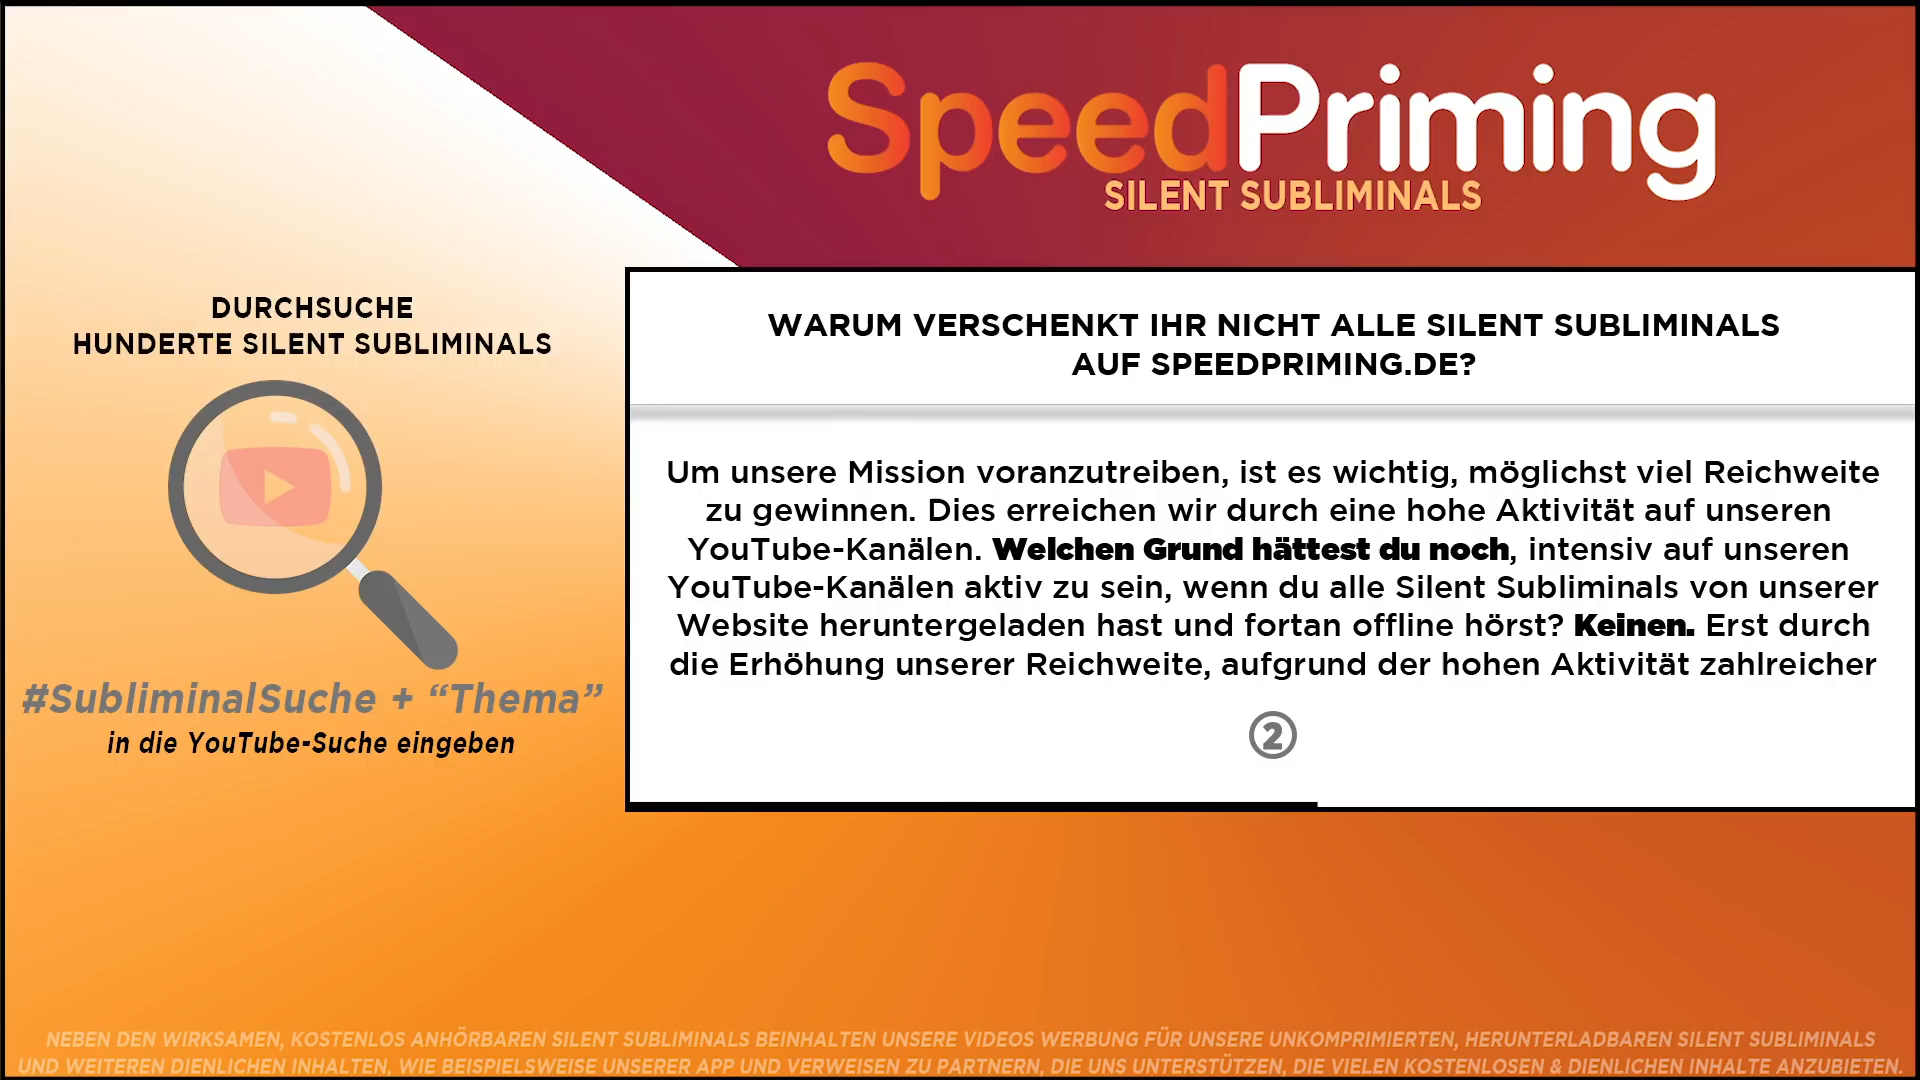 SpeedPriming
SILENT SUBLIMINALS
DURCHSUCHE
HUNDERTE SILENT SUBLIMINALS
#SubliminalSuche + “Thema”
in die YouTube-Suche eingeben
WARUM VERSCHENKT IHR NICHT ALLE SILENT SUBLIMINALS
AUF SPEEDPRIMING.DE?
Um unsere Mission voranzutreiben, ist es wichtig, möglichst viel Reichweite
zu gewinnen. Dies erreichen wir durch eine hohe Aktivität auf unseren
YouTube-Kanälen. Welchen Grund hättest du noch, intensiv auf unseren
YouTube-Kanälen aktiv zu sein, wenn du alle Silent Subliminals von unserer
Website heruntergeladen hast und fortan offline hörst? Keinen. Erst durch
die Erhöhung unserer Reichweite, aufgrund der hohen Aktivität zahlreicher
2
NEBEN DEN WIRKSAMEN, KOSTENLOS ANHÖRBAREN SILENT SUBLIMINALS BEINHALTEN UNSERE VIDEOS WERBUNG FÜR UNSERE UNKOMPRIMIERTEN, HERUNTERLADBAREN SILENT SUBLIMINALS
UND WEITEREN DIENLICHEN INHALTEN, WIE BEISPIELSWEISE UNSERER APP UND VERWEISEN ZU PARTNERN, DIE UNS UNTERSTÜTZEN, DIE VIELEN KOSTENLOSEN & DIENLICHEN INHALTE ANZUBIETEN.